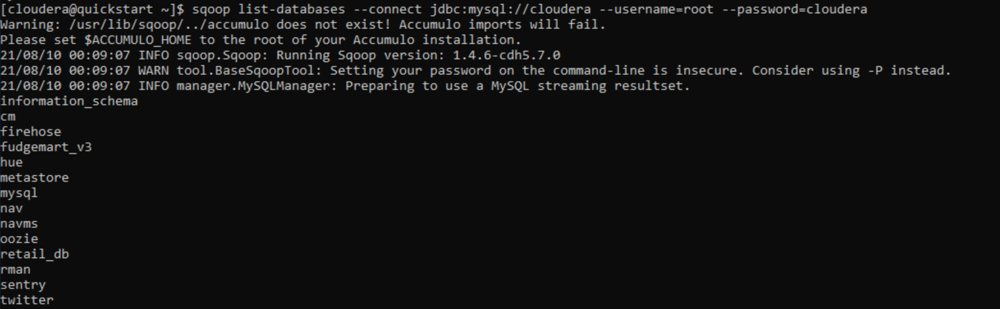 [cloudera@quickstart ~]$ sqoop list-databases --connect jdbc:mysql://cloudera --username=root --password=cloudera
Warning: /usr/lib/sqoop/../accumulo does not exist! Accumulo imports will fail.
Please set $ACCUMULO_HOME to the root of your Accumulo installation.
21/08/10 00:09:07 INFO sqoop.Sqoop: Running Sqoop version: 1.4.6-cdh5.7.0
21/08/10 00:09:07 WARN tool.BaseSqoopTool: Setting your password on the command-line is insecure. Consider using -P instead.
21/08/10 00:09:07 INFO manager.MySQLManager: Preparing to use a MySQL streaming resultset.
information_schema
cm
firehose
fudgemart_v3
hue
metastore
mysql
nav
navms
oozie
retail_db
rman
sentry
twitter